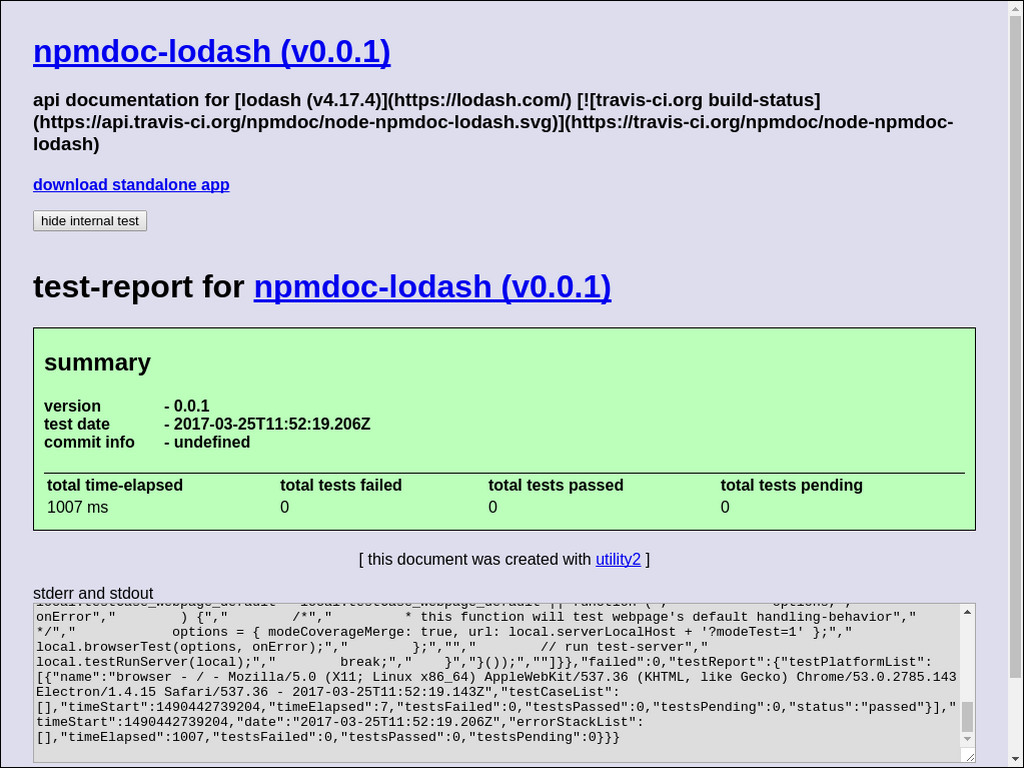 npmdoc-lodash (v0.0.1)
api documentation for [lodash (v4.17.4)](https://lodash.com/) [![travis-ci.org build-status]
(https://api.travis-ci.org/npmdoc/node-npmdoc-lodash.svg)](https://travis-ci.org/npmdoc/node-npmdoc-
lodash)
download standalone app
hide internal test
test-report for npmdoc-lodash (v0.0.1)
summary
version - 0.0.1
test date - 2017-03-25T11:52:19.206Z
commit info - undefined
total time-elapsed total tests failed total tests passed total tests pending
1007 ms 0 0 0
[ this document was created with utility2 ]
stderr and stdout
onError","        ) {","        /*","         * this function will test webpage's default handling-behavior","
*/","            options = { modeCoverageMerge: true, url: local.serverLocalHost + '?modeTest=1' };","
local.browserTest(options, onError);","        };","","        // run test-server","
local.testRunServer(local);","        break;","    }","}());",""]}},"failed":0,"testReport":{"testPlatformList":
[{"name":"browser - / - Mozilla/5.0 (X11; Linux x86_64) AppleWebKit/537.36 (KHTML, like Gecko) Chrome/53.0.2785.143
Electron/1.4.15 Safari/537.36 - 2017-03-25T11:52:19.143Z","testCaseList":
[],"timeStart":1490442739204,"timeElapsed":7,"testsFailed":0,"testsPassed":0,"testsPending":0,"status":"passed"}],"
timeStart":1490442739204,"date":"2017-03-25T11:52:19.206Z","errorStackList":
[],"timeElapsed":1007,"testsFailed":0,"testsPassed":0,"testsPending":0}}}